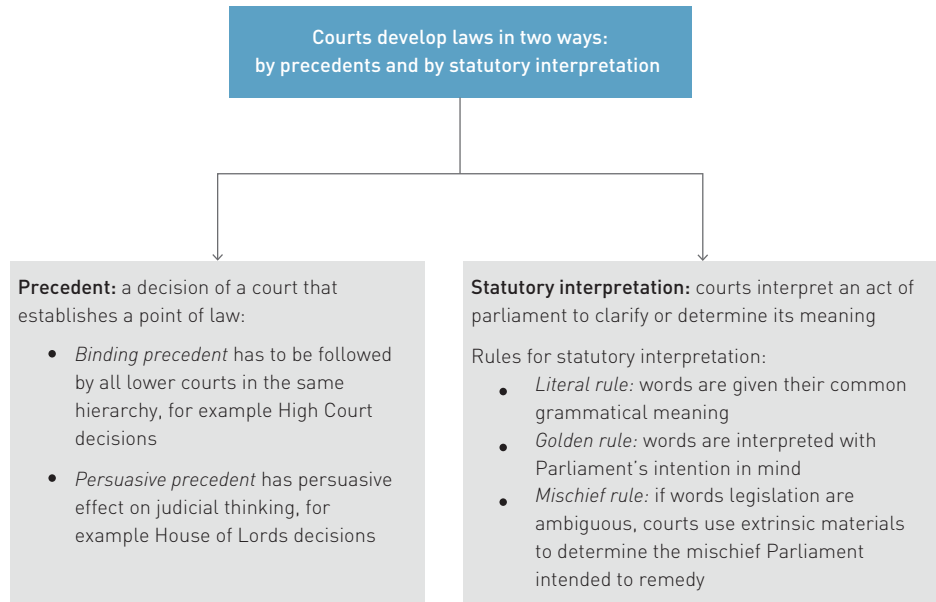 Courts develop laws in two ways:
by precedents and by statutory interpretation
Precedent: a decision of a court that
establishes a point of law:
• Binding precedent has to be followed
by all lower courts in the same
hierarchy, for example High Court
decisions
• Persuasive precedent has persuasive
effect on judicial thinking, for
example House of Lords decisions
Statutory interpretation: courts interpret an act of
parliament to clarify or determine its meaning
Rules for statutory interpretation:
• Literal rule: words are given their common
grammatical meaning
• Golden rule: words are interpreted with
Parliament's intention in mind
• Mischief rule: if words legislation are
ambiguous, courts use extrinsic materials
to determine the mischief Parliament
intended to remedy